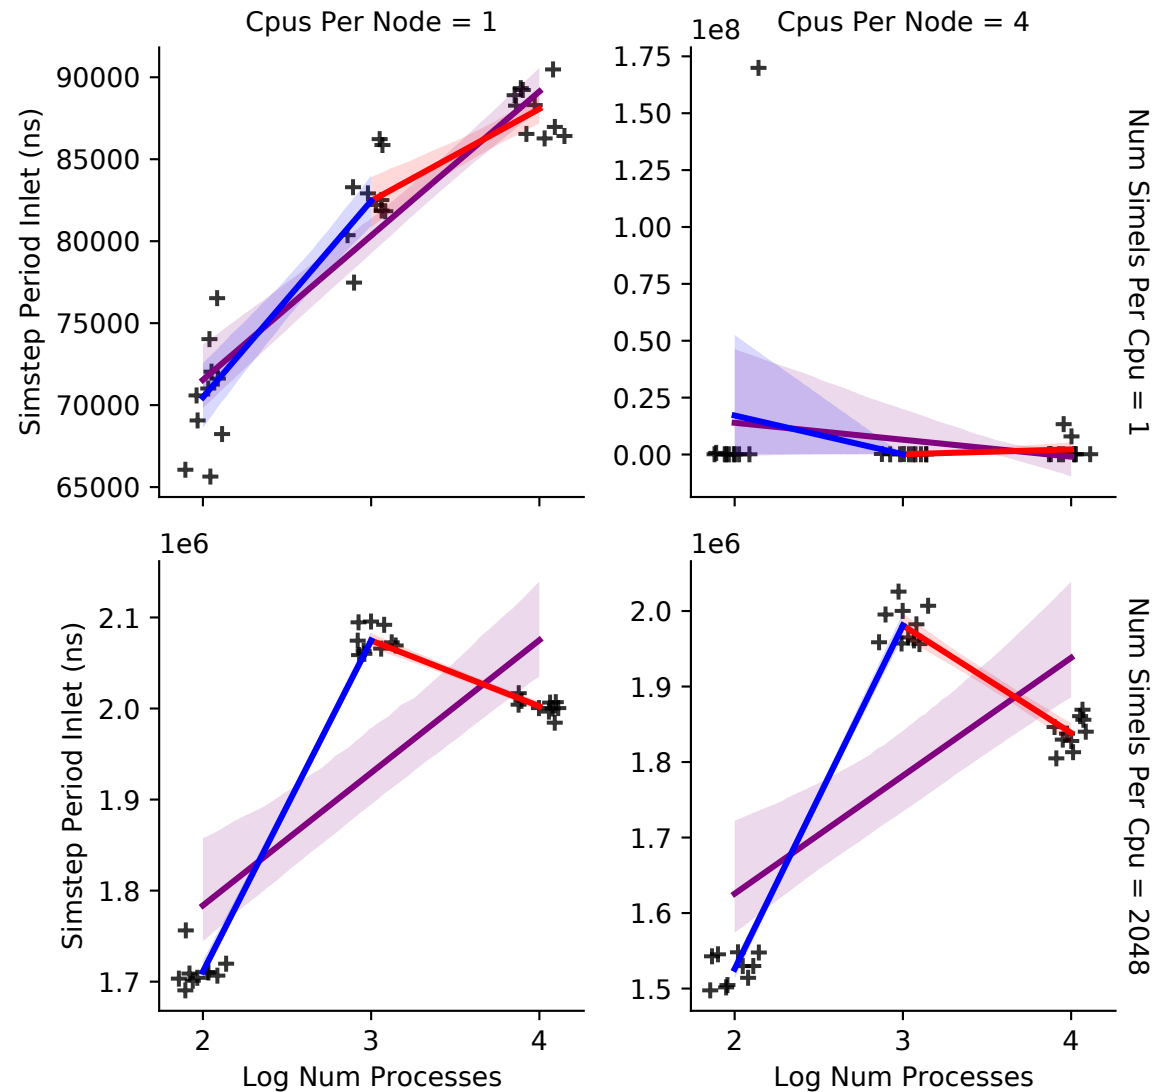 Cpus Per Node = 1
Cpus Per Node = 4
1e8
Simstep Period Inlet (ns)
90000
85000
80000
75000
70000
65000
1.75
1.50
1.25
1.00
0.75
0.50
0.25
0.00
Num Simels Per Cpu = 1
1e6
Simstep Period Inlet (ns)
2.1
2.0
1.9
1.8
1.7
2
3
4
Log Num Processes
1e6
2.0
1.9
1.8
1.7
1.6
1.5
2
3
4
Log Num Processes
Num Simels Per Cpu = 2048